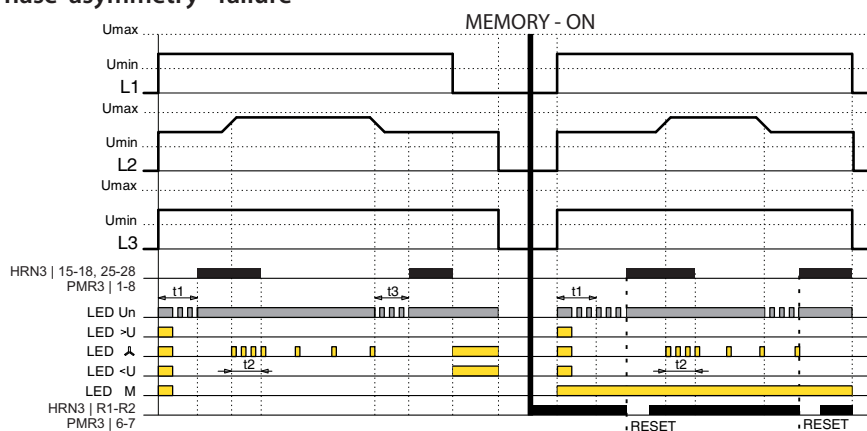 hase asymmetry - failure
MEMORY - ON
Umax
Umin
L1
Umax
Umin
L2
Umax
Umin
L3
HRN3 | 15-18, 25-28
PMR3 | 1-8
t1
t3
t1
LED Un
LED >U
LED
t2
t2
LED <U
LED M
HRN3 | R1-R2
PMR3 | 6-7
RESET
RESET